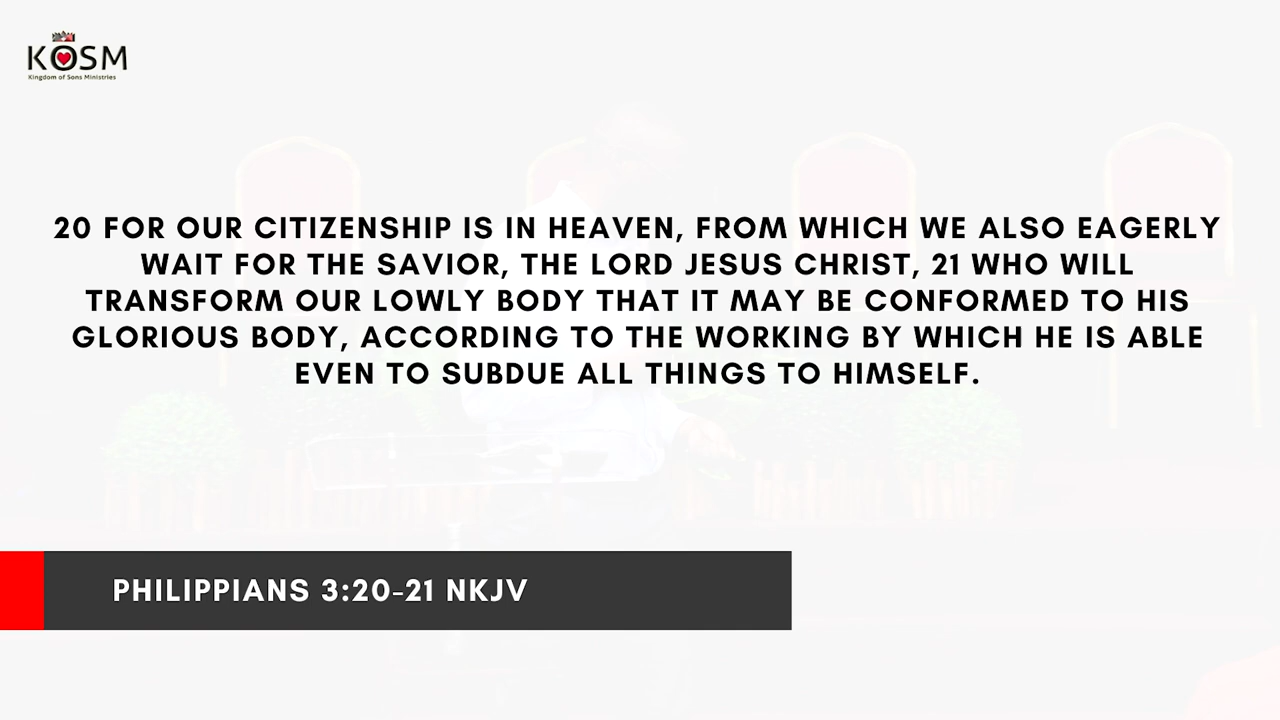 KOSM
Kingdom of Sons Ministries
20 FOR OUR CITIZENSHIP IS IN HEAVEN, FROM WHICH WE ALSO EAGERLY
WAIT FOR THE SAVIOR, THE LORD JESUS CHRIST, 21 WHO WILL
TRANSFORM OUR LOWLY BODY THAT IT MAY BE CONFORMED TO HIS
GLORIOUS BODY, ACCORDING TO THE WORKING BY WHICH HE IS ABLE
EVEN TO SUBDUE ALL THINGS TO HIMSELF.
PHILIPPIANS 3:20-21 NKJV